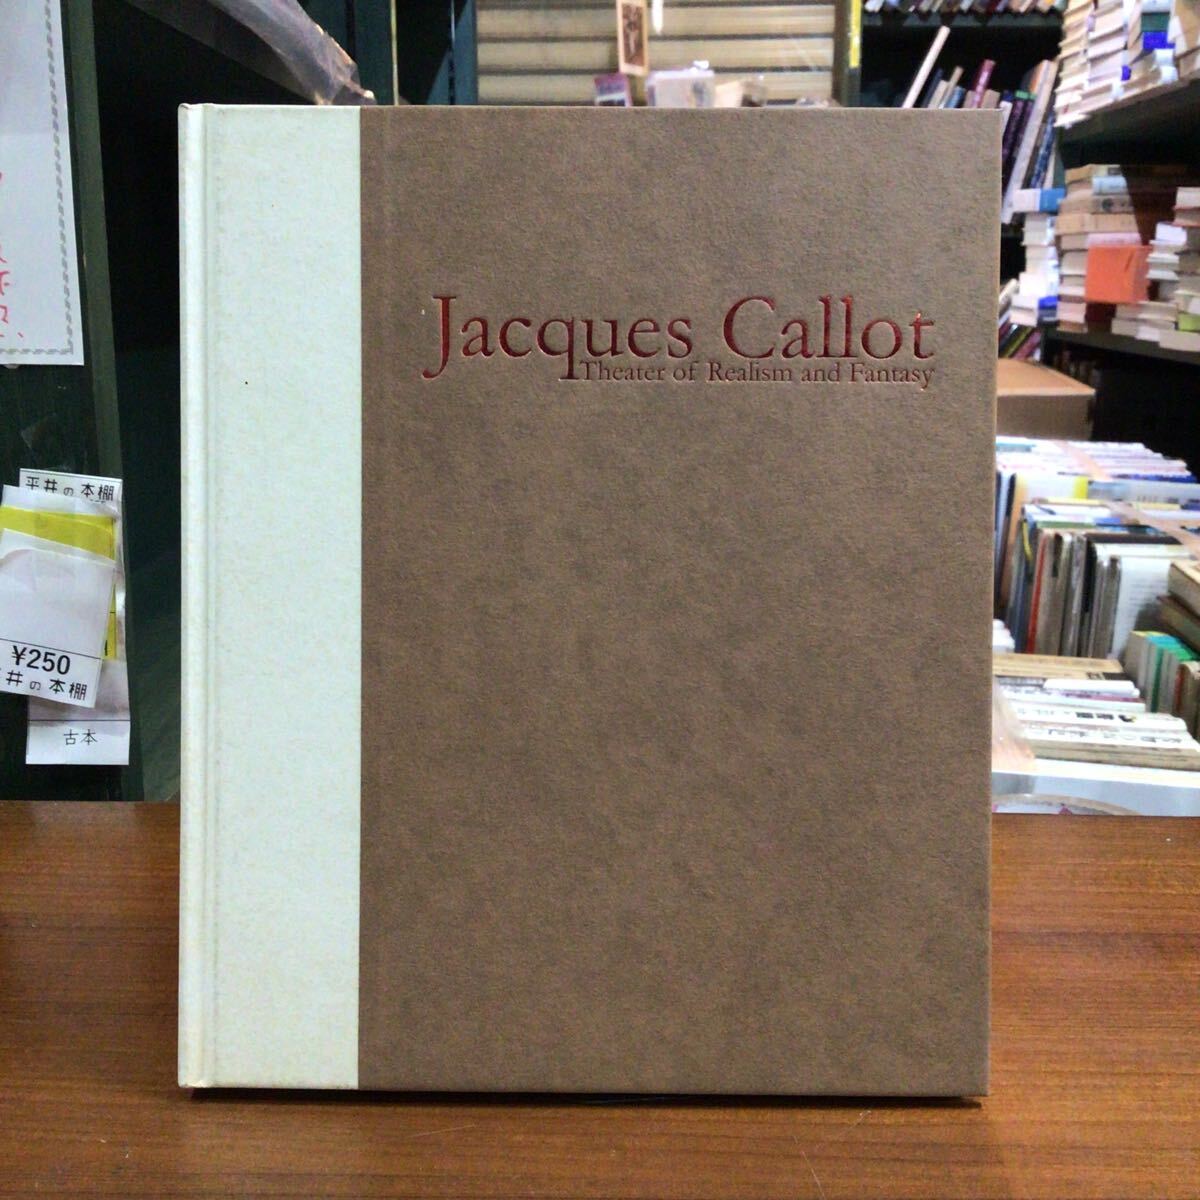 Jacques Callot
Theater of Realism and Fantasy
平井の本棚
¥250
井の本棚
古本